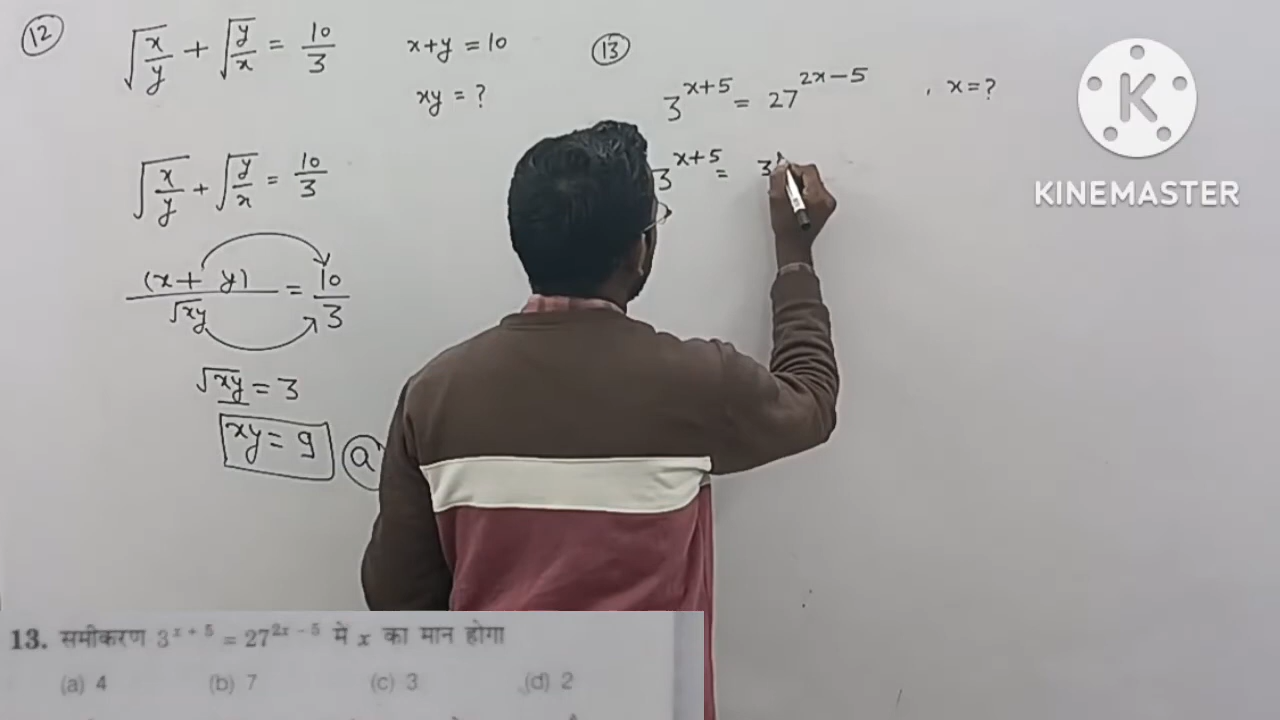 12
√x/y + √y/x = 10/3
x+y = 10
xy = ?
√x/y + √y/x = 10/3
(x+ y)/√xy = 10/3
√xy = 3
xy = 9
a
13
3^x+5 = 27^2x-5 , x=?
3^x+5 = 3
K
KINEMASTER
13. समीकरण 3^x + 5 = 27^2x - 5 मे x का मान होगा
(a) 4 (b) 7 (c) 3 (d) 2